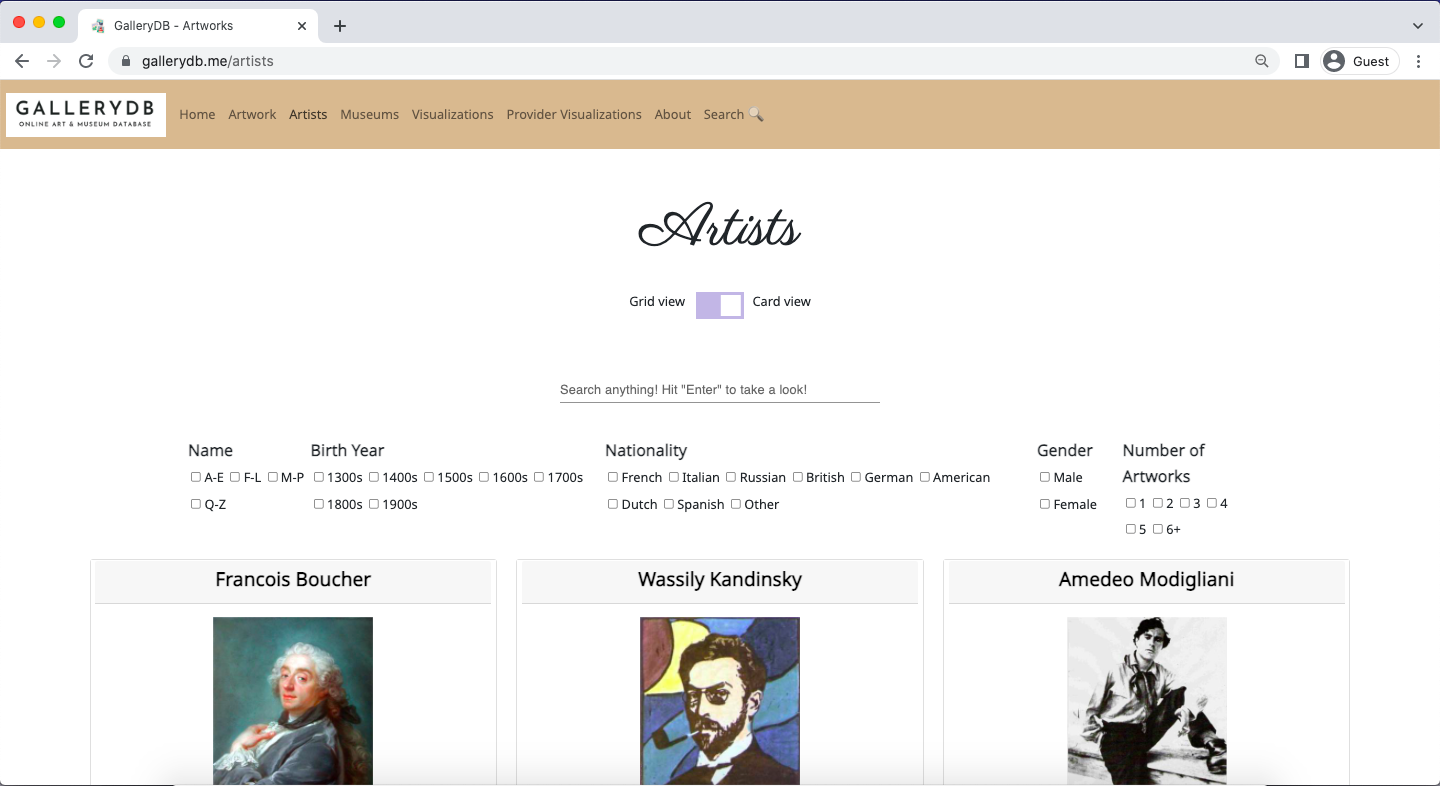 GalleryDB - Artworks
gallerydb.me/artists
Guest
GALLERYDB
ONLINE ART & MUSEUM DATABASE
Home Artwork Artists Museums Visualizations Provider Visualizations About Search
Artists
Grid view Card view
Search anything! Hit "Enter" to take a look!
Name Birth Year Nationality Gender Number of Artworks
A-E F-L M-P 1300s 1400s 1500s 1600s 1700s French Italian Russian British German American Male 1 2 3 4
Q-Z 1800s 1900s Dutch Spanish Other Female 5 6+
Francois Boucher Wassily Kandinsky Amedeo Modigliani